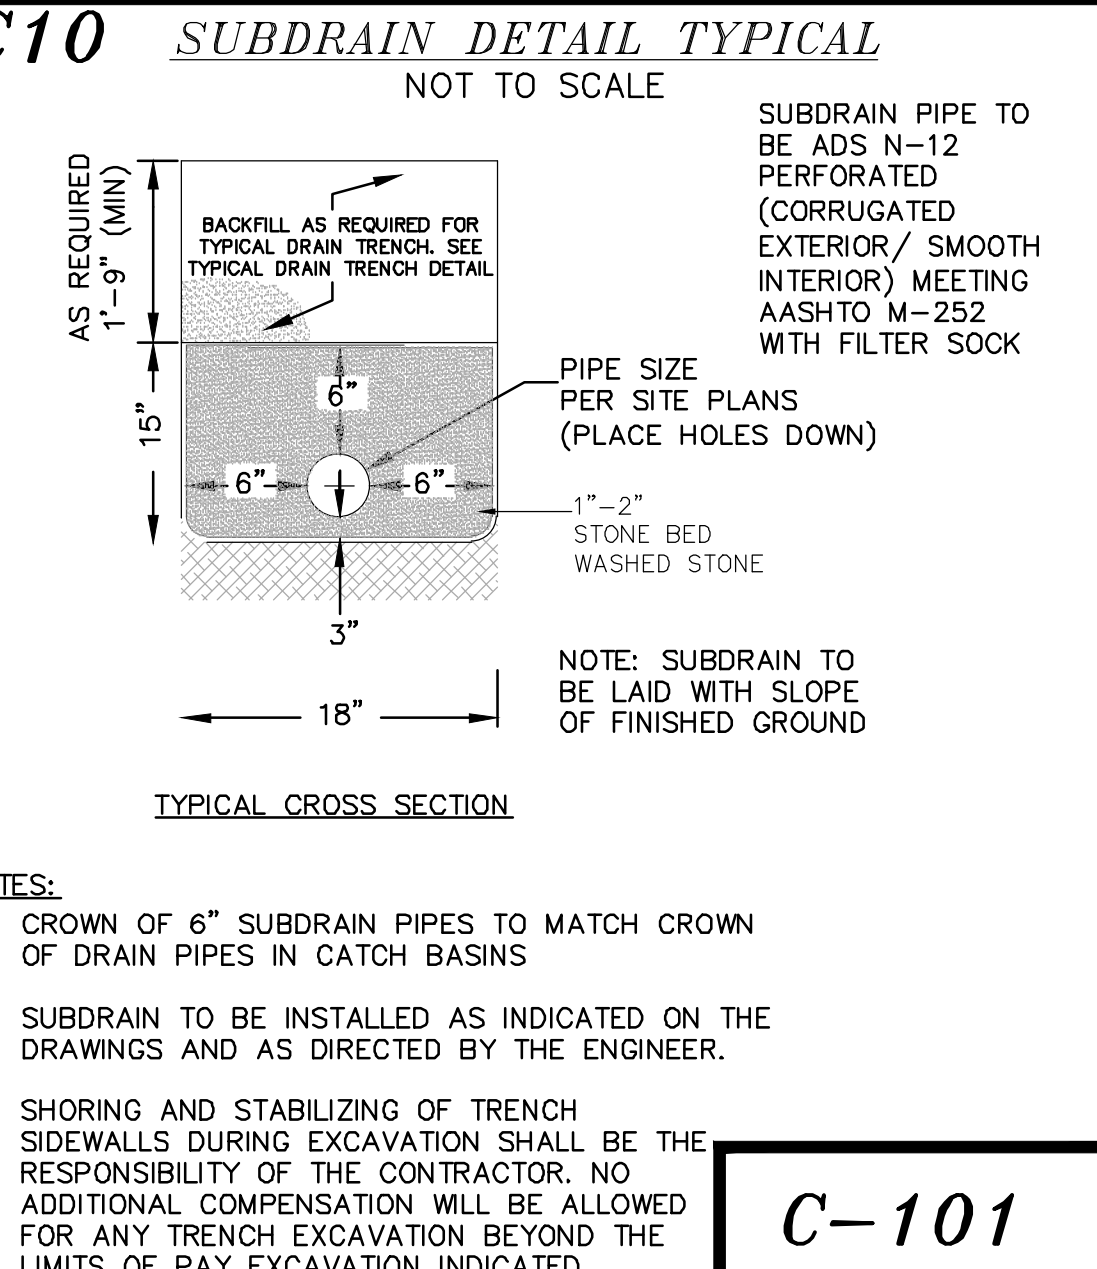 C10 SUBDRAIN DETAIL TYPICAL
NOT TO SCALE
SUBDRAIN PIPE TO
BE ADS N-12
PERFORATED
(CORRUGATED
EXTERIOR/ SMOOTH
INTERIOR) MEETING
AASHTO M-252
WITH FILTER SOCK
AS REQUIRED
1'-9" (MIN)
BACKFILL AS REQUIRED FOR
TYPICAL DRAIN TRENCH. SEE
TYPICAL DRAIN TRENCH DETAIL
15"
6"
6"
6"
PIPE SIZE
PER SITE PLANS
(PLACE HOLES DOWN)
1"-2"
STONE BED
WASHED STONE
3"
18"
NOTE: SUBDRAIN TO
BE LAID WITH SLOPE
OF FINISHED GROUND
TYPICAL CROSS SECTION
TES:
CROWN OF 6" SUBDRAIN PIPES TO MATCH CROWN
OF DRAIN PIPES IN CATCH BASINS
SUBDRAIN TO BE INSTALLED AS INDICATED ON THE
DRAWINGS AND AS DIRECTED BY THE ENGINEER.
SHORING AND STABILIZING OF TRENCH
SIDEWALLS DURING EXCAVATION SHALL BE THE
RESPONSIBILITY OF THE CONTRACTOR. NO
ADDITIONAL COMPENSATION WILL BE ALLOWED
FOR ANY TRENCH EXCAVATION BEYOND THE
LIMITS OF PAY EXCAVATION INDICATED
C-101